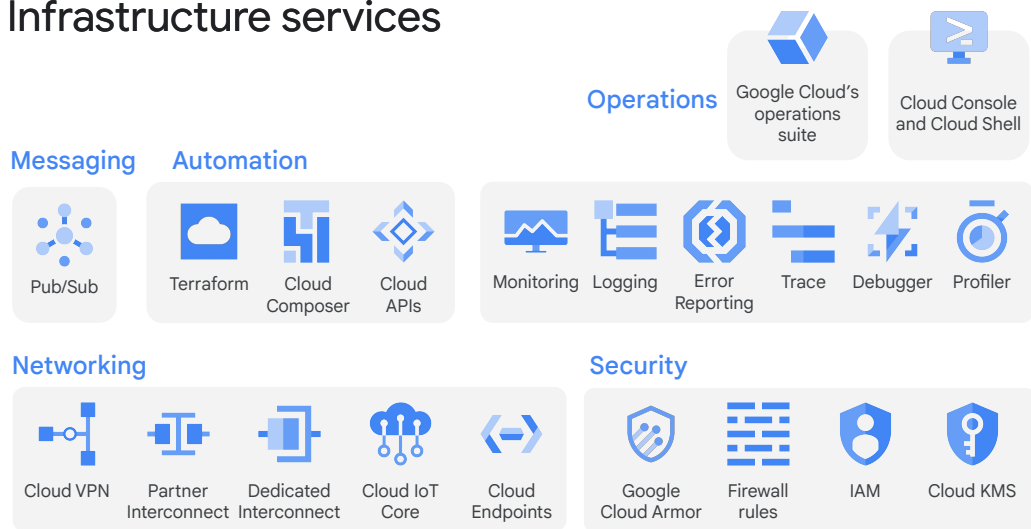 Infrastructure services
Operations
Google Cloud's
operations
suite
Cloud Console
and Cloud Shell
Messaging
Automation
Pub/Sub
Terraform
Cloud
Composer
Cloud
APIs
Monitoring
Logging
Error
Reporting
Trace
Debugger
Profiler
Networking
Security
Cloud VPN
Partner
Interconnect
Dedicated
Interconnect
Cloud IoT
Core
Cloud
Endpoints
Google
Cloud Armor
Firewall
rules
IAM
Cloud KMS